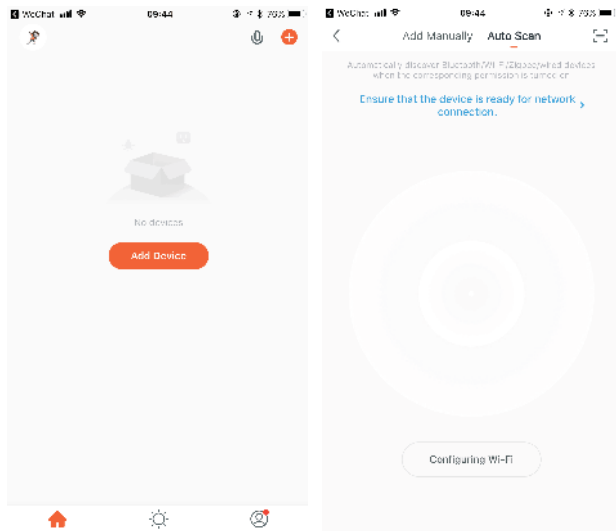 WeChat 09:44 76%
No devices
Add Device
WeChat 09:44 76%
Add Manually Auto Scan
Automatically discover Bluetooth/Wi-Fi/Zigbee/wired devices
when the corresponding permission is turned on
Ensure that the device is ready for network
connection.
Configuring Wi-Fi